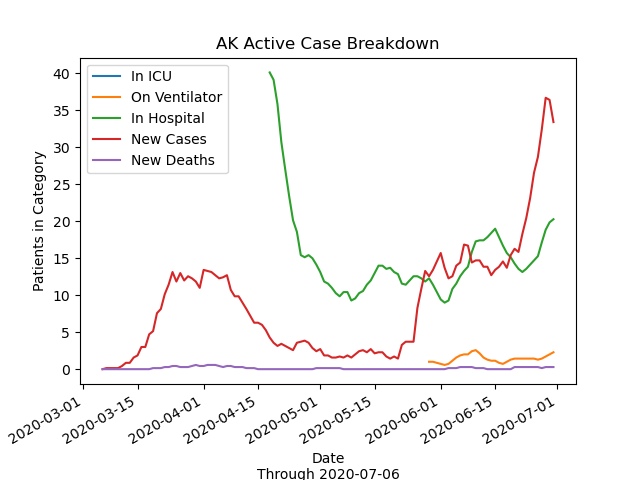 AK Active Case Breakdown
In ICU
On Ventilator
In Hospital
New Cases
New Deaths
Patients in Category
40
35
30
25
20
15
10
5
0
2020-03-01
2020-03-15
2020-04-01
2020-04-15
2020-05-01
2020-05-15
2020-06-01
2020-06-15
2020-07-01
Date
Through 2020-07-06